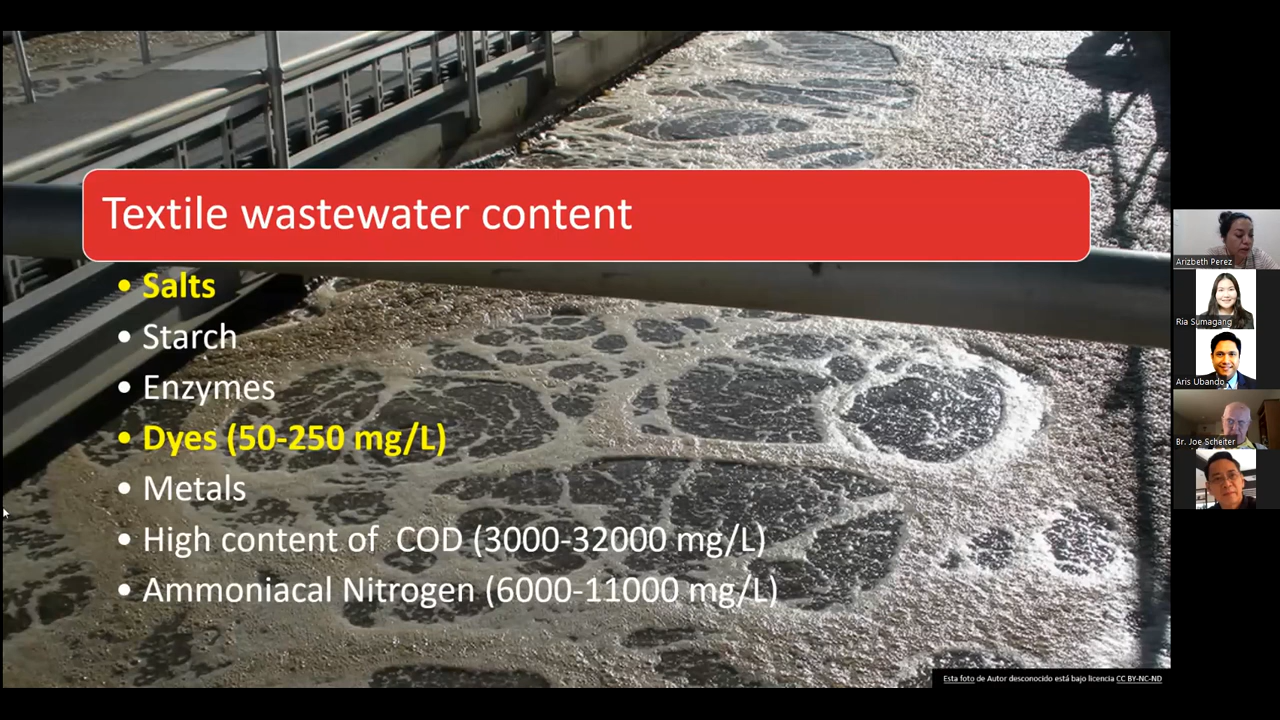 Textile wastewater content
• Salts
• Starch
• Enzymes
• Dyes (50-250 mg/L)
• Metals
• High content of COD (3000-32000 mg/L)
• Ammoniacal Nitrogen (6000-11000 mg/L)
Esta foto de Autor desconocido está bajo licencia CC BY-NC-ND
Arizbeth Perez
Ria Sumagang
Aris Ubando
Br. Joe Scheiter